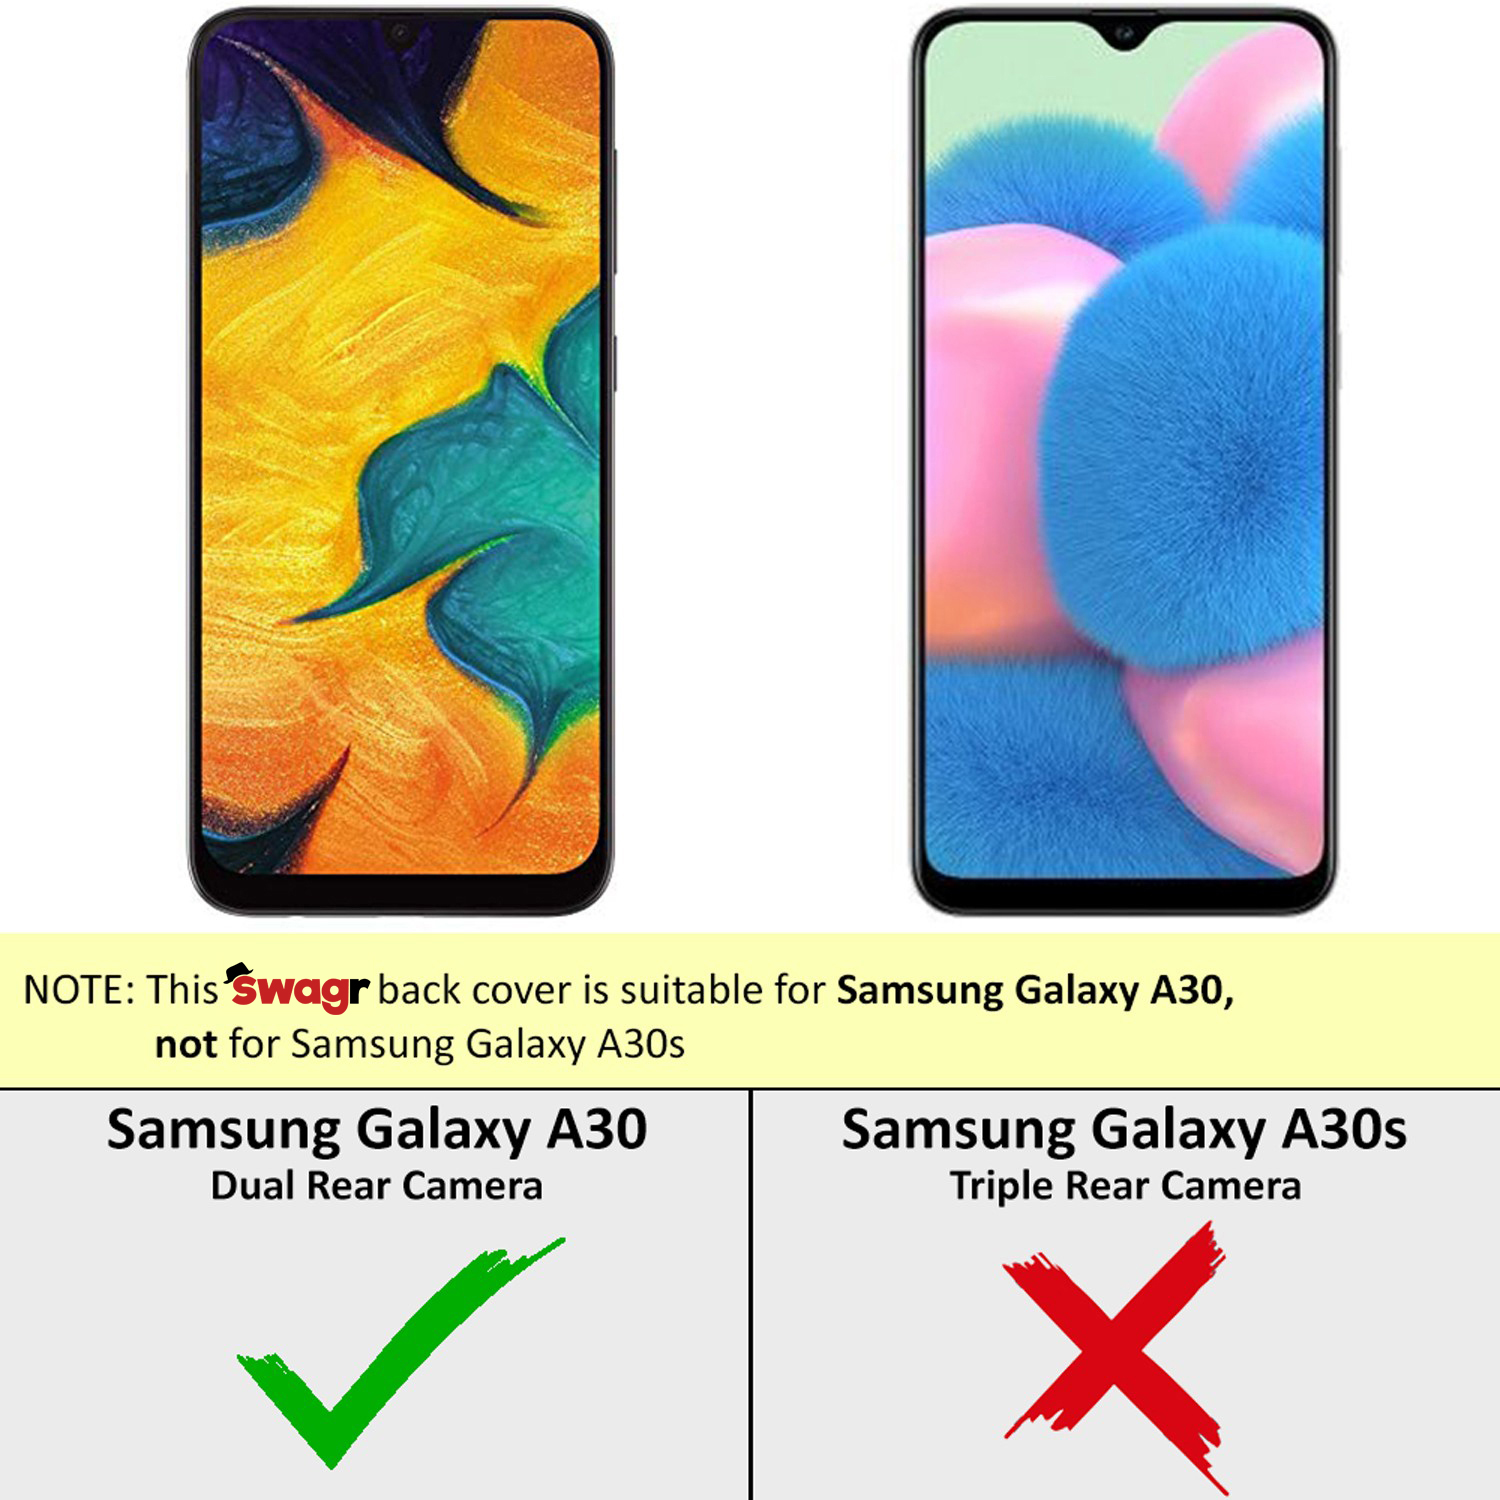 NOTE: This swagr back cover is suitable for Samsung Galaxy A30,
not for Samsung Galaxy A30s
Samsung Galaxy A30
Dual Rear Camera
Samsung Galaxy A30s
Triple Rear Camera